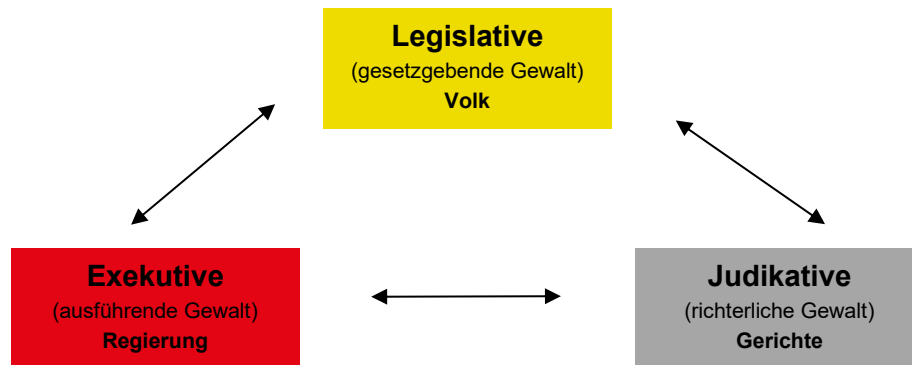 Legislative
(gesetzgebende Gewalt)
Volk
Exekutive
(ausführende Gewalt)
Regierung
Judikative
(richterliche Gewalt)
Gerichte